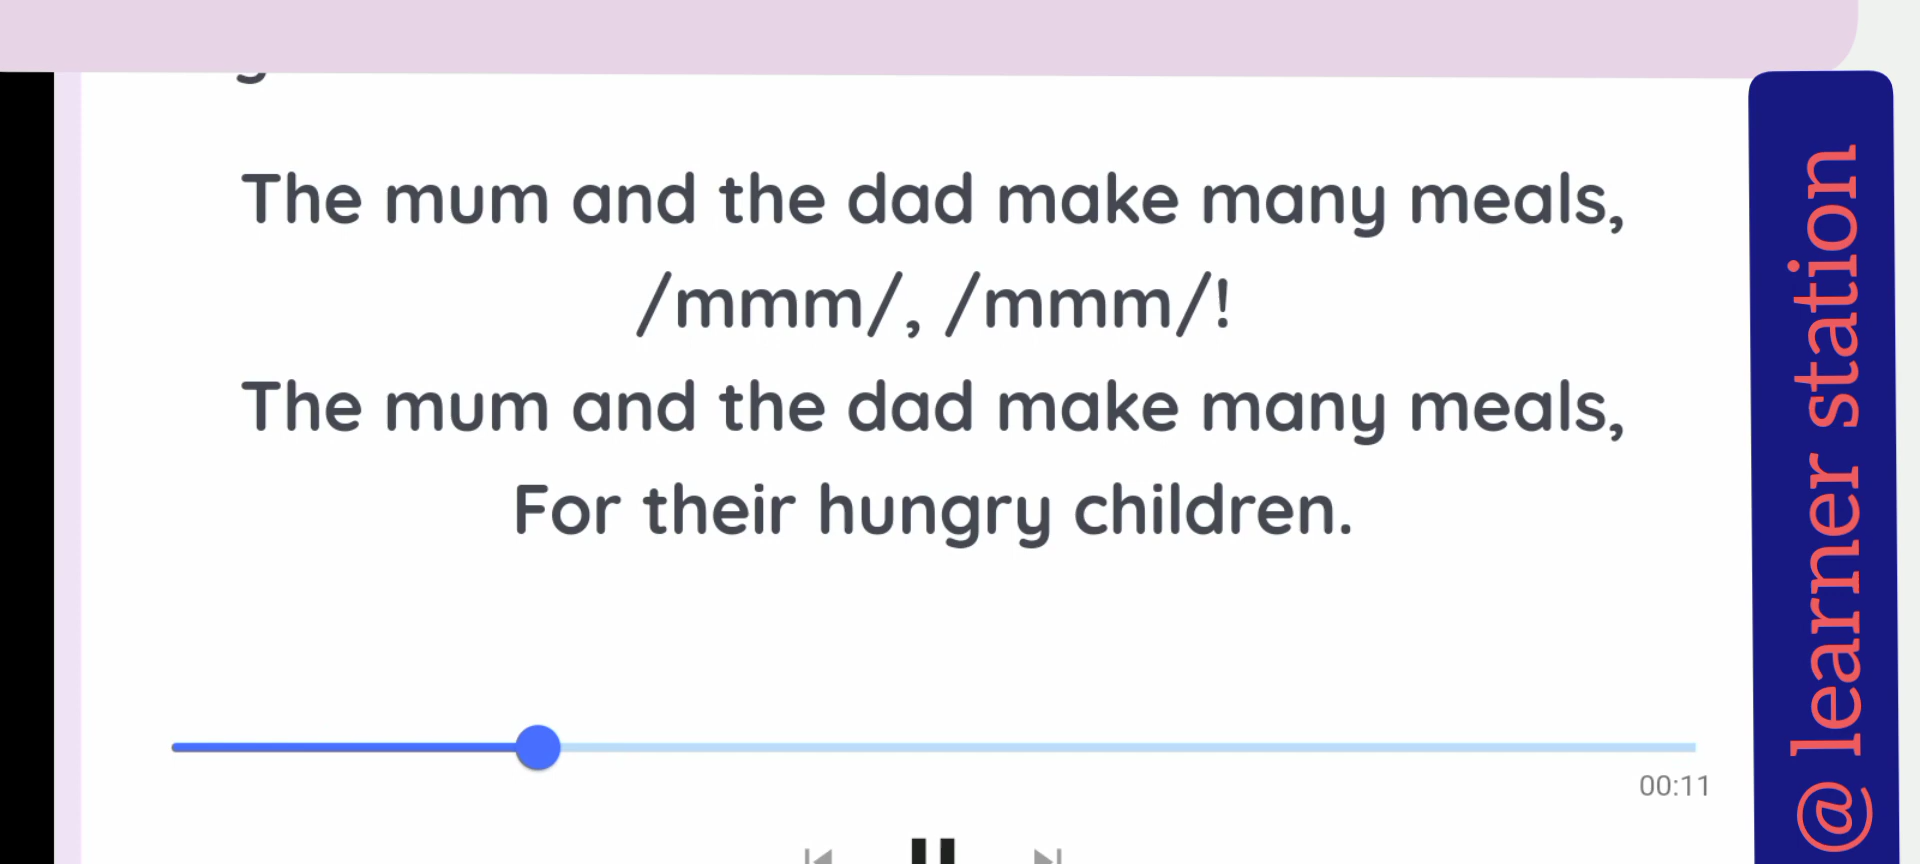 The mum and the dad make many meals,
/mmm/, /mmm/!
The mum and the dad make many meals,
For their hungry children.
00:11
@ learner station